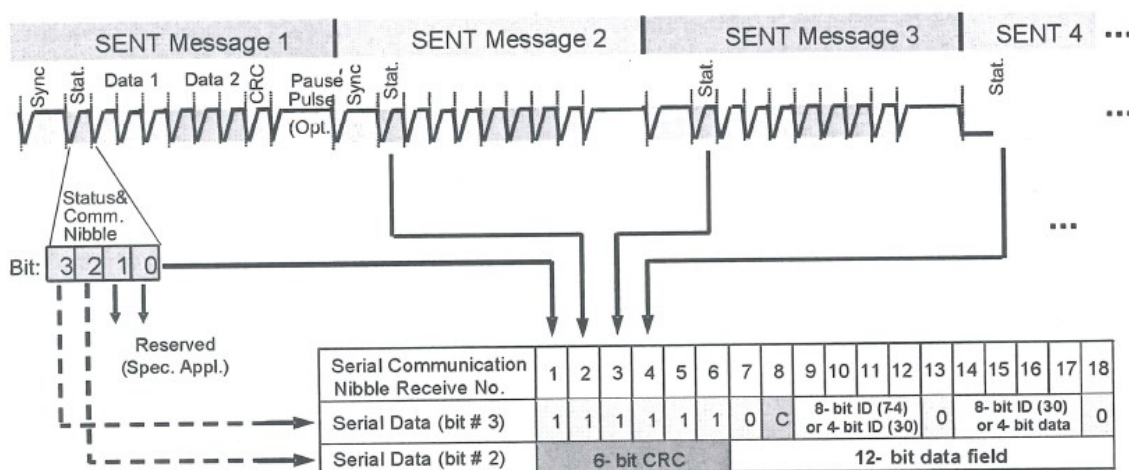 SENT Message 1 SENT Message 2 SENT Message 3 SENT 4 ...
Sync Stat. Data 1 Data 2 CRC Pause Pulse (Opt. Sync Stat. Stat. Stat. ...
Status&
Comm.
Nibble
...
Bit: 3 2 1 0
Reserved
(Spec. Appl.)
Serial Communication
Nibble Receive No. 1 2 3 4 5 6 7 8 9 10 11 12 13 14 15 16 17 18
Serial Data (bit # 3) 1 1 1 1 1 1 0 C 8- bit ID (7-4) or 4-bit ID (30) 0 8- bit ID (30) or 4-bit data 0
Serial Data (bit # 2) 6- bit CRC 12- bit data field